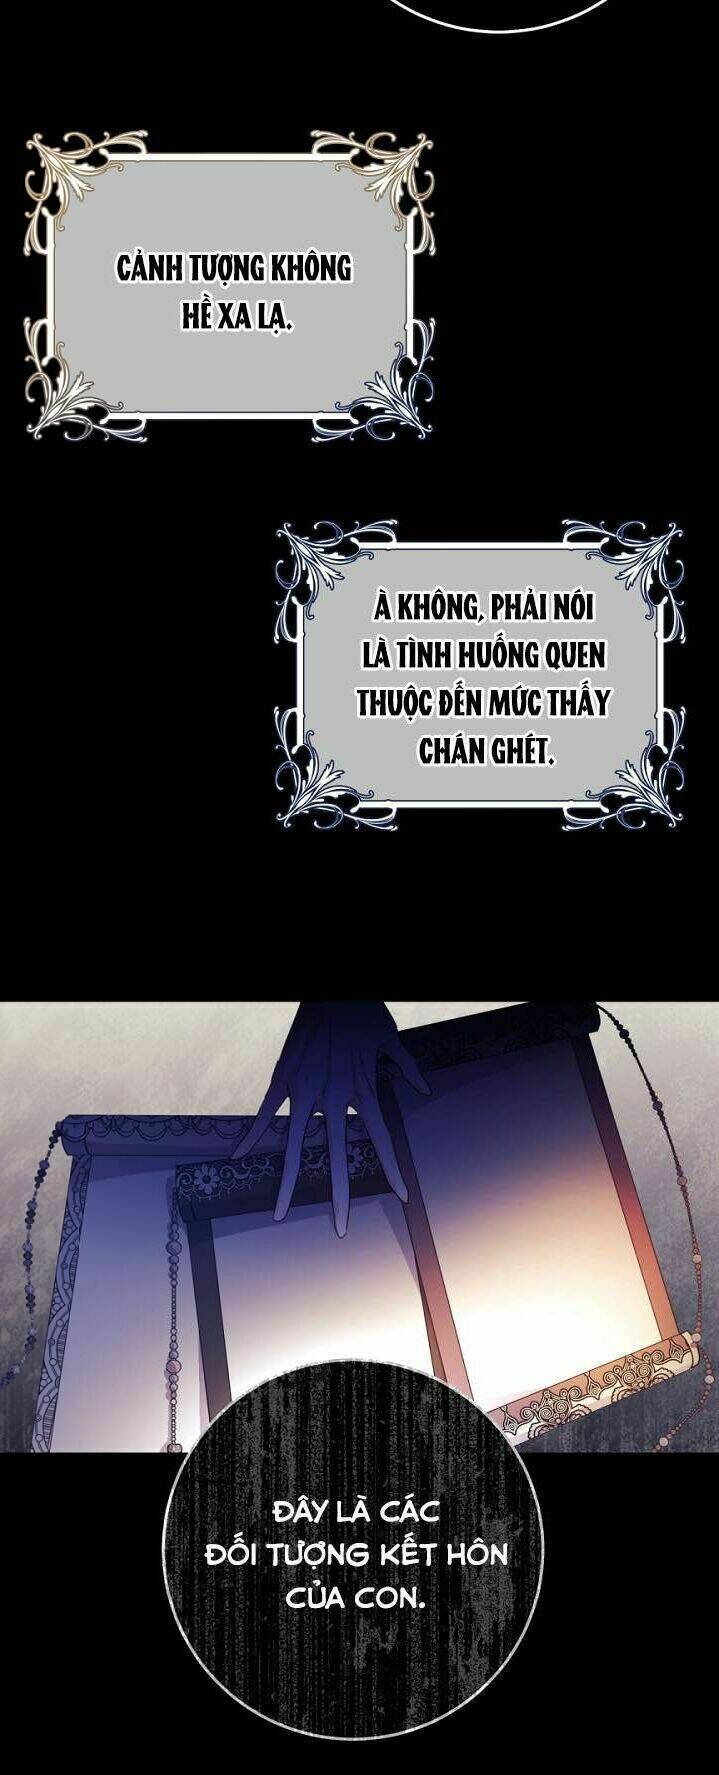 CẢNH TƯỢNG KHÔNG
HỀ XA LẠ.
À KHÔNG, PHẢI NÓI
LÀ TÌNH HUỐNG QUEN
THUỘC ĐẾN MỨC THẤY
CHÁN GHÉT.
ĐÂY LÀ CÁC
ĐỐI TƯỢNG KẾT HÔN
CỦA CON.